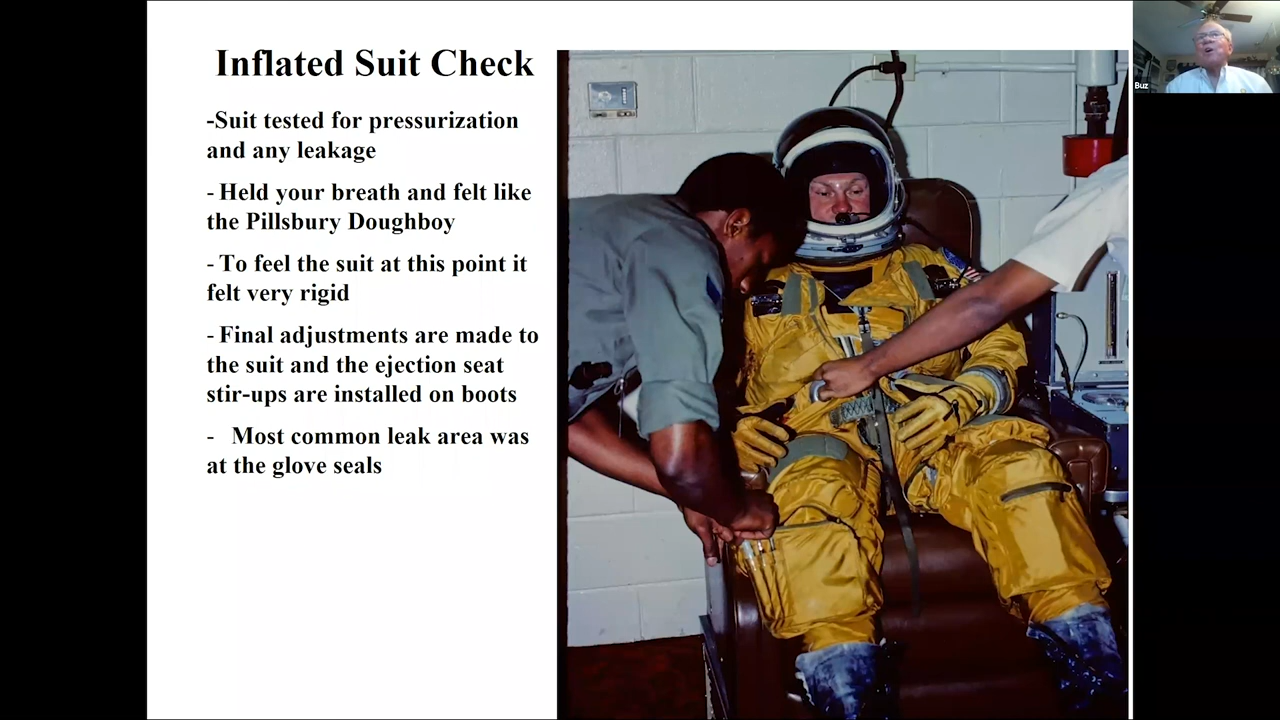 Inflated Suit Check
-Suit tested for pressurization
and any leakage
- Held your breath and felt like
the Pillsbury Doughboy
- To feel the suit at this point it
felt very rigid
- Final adjustments are made to
the suit and the ejection seat
stir-ups are installed on boots
- Most common leak area was
at the glove seals
Buz